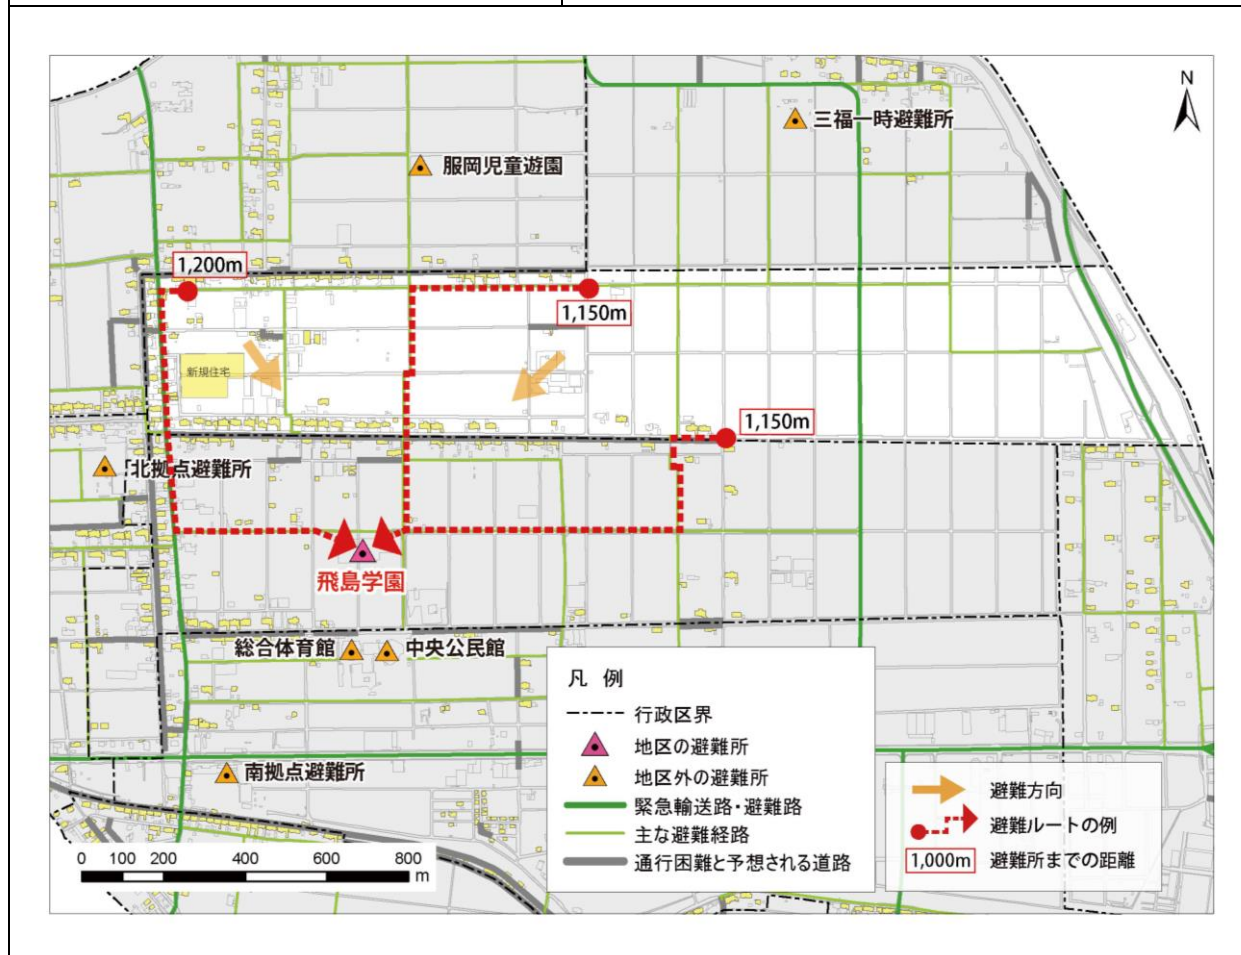 N
三福一時避難所
服岡児童遊園
1,200m
1,150m
新規住宅
1,150m
北拠点避難所
飛島学園
総合体育館
中央公民館
南拠点避難所
凡 例
行政区界
地区の避難所
地区外の避難所
緊急輸送路・避難路
主な避難経路
通行困難と予想される道路
避難方向
避難ルートの例
1,000m 避難所までの距離
0 100 200 400 600 800
m